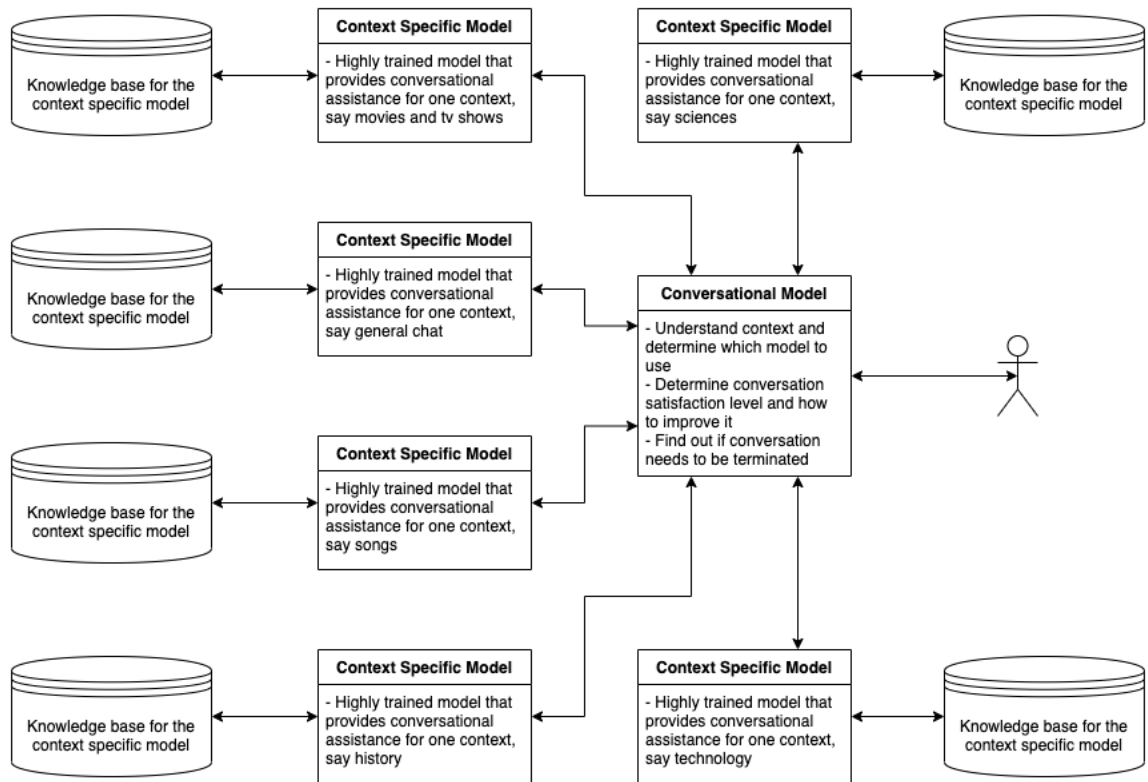 Knowledge base for the
context specific model
Context Specific Model
- Highly trained model that
provides conversational
assistance for one context,
say movies and tv shows
Context Specific Model
- Highly trained model that
provides conversational
assistance for one context,
say sciences
Knowledge base for the
context specific model
Knowledge base for the
context specific model
Context Specific Model
- Highly trained model that
provides conversational
assistance for one context,
say general chat
Conversational Model
- Understand context and
determine which model to
use
- Determine conversation
satisfaction level and how
to improve it
- Find out if conversation
needs to be terminated
Knowledge base for the
context specific model
Context Specific Model
- Highly trained model that
provides conversational
assistance for one context,
say songs
Knowledge base for the
context specific model
Context Specific Model
- Highly trained model that
provides conversational
assistance for one context,
say history
Context Specific Model
- Highly trained model that
provides conversational
assistance for one context,
say technology
Knowledge base for the
context specific model